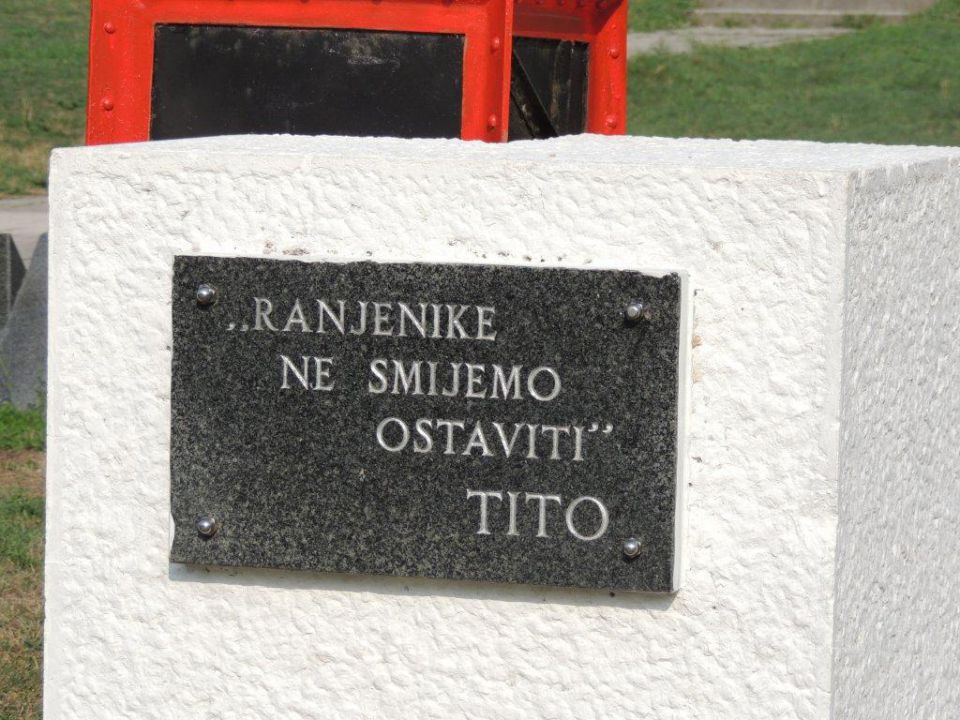 ,,RANJENIKE
NE SMIJEMO
OSTAVITI’’
TITO